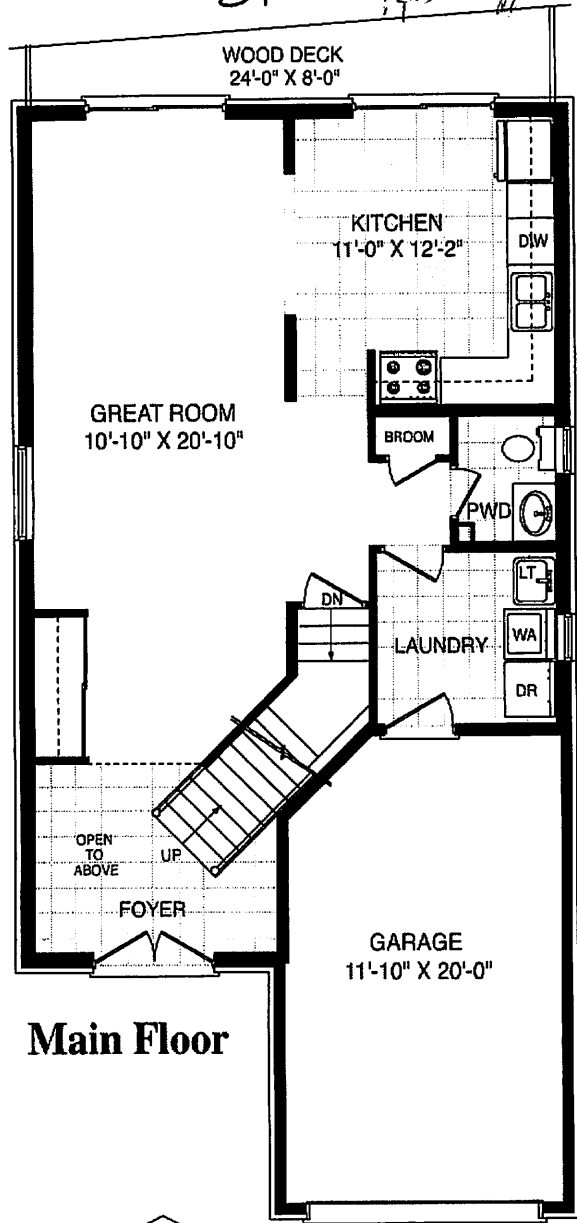 WOOD DECK
24'-0" X 8'-0"
KITCHEN
11'-0" X 12'-2"
DW
GREAT ROOM
10'-10" X 20'-10"
BROOM
PWD
LT
DN
LAUNDRY
WA
DR
OPEN
TO
ABOVE
UP
FOYER
GARAGE
11'-10" X 20'-0"
Main Floor